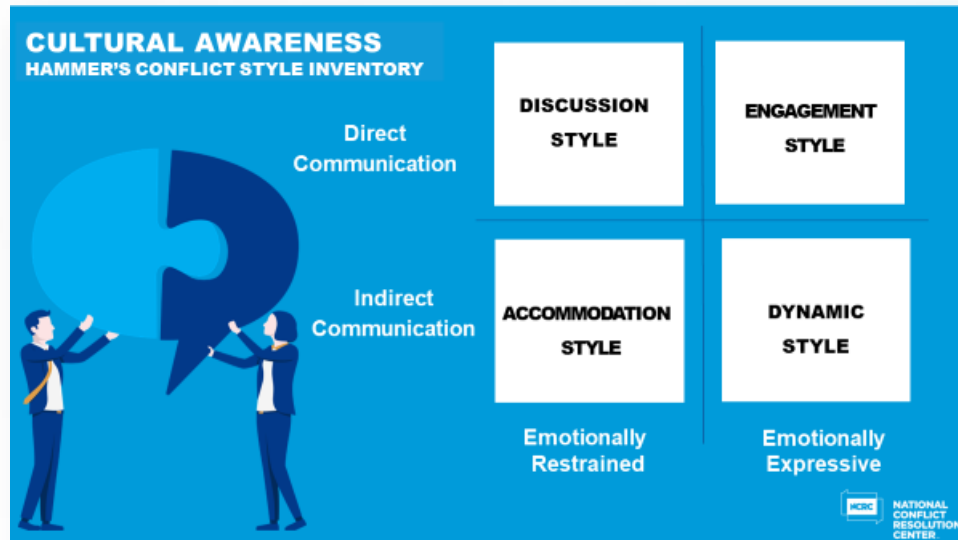 CULTURAL AWARENESS
HAMMER'S CONFLICT STYLE INVENTORY
Direct
Communication
DISCUSSION
STYLE
ENGAGEMENT
STYLE
Indirect
Communication
ACCOMMODATION
STYLE
DYNAMIC
STYLE
Emotionally
Restrained
Emotionally
Expressive
NCRC
NATIONAL
CONFLICT
RESOLUTION
CENTER